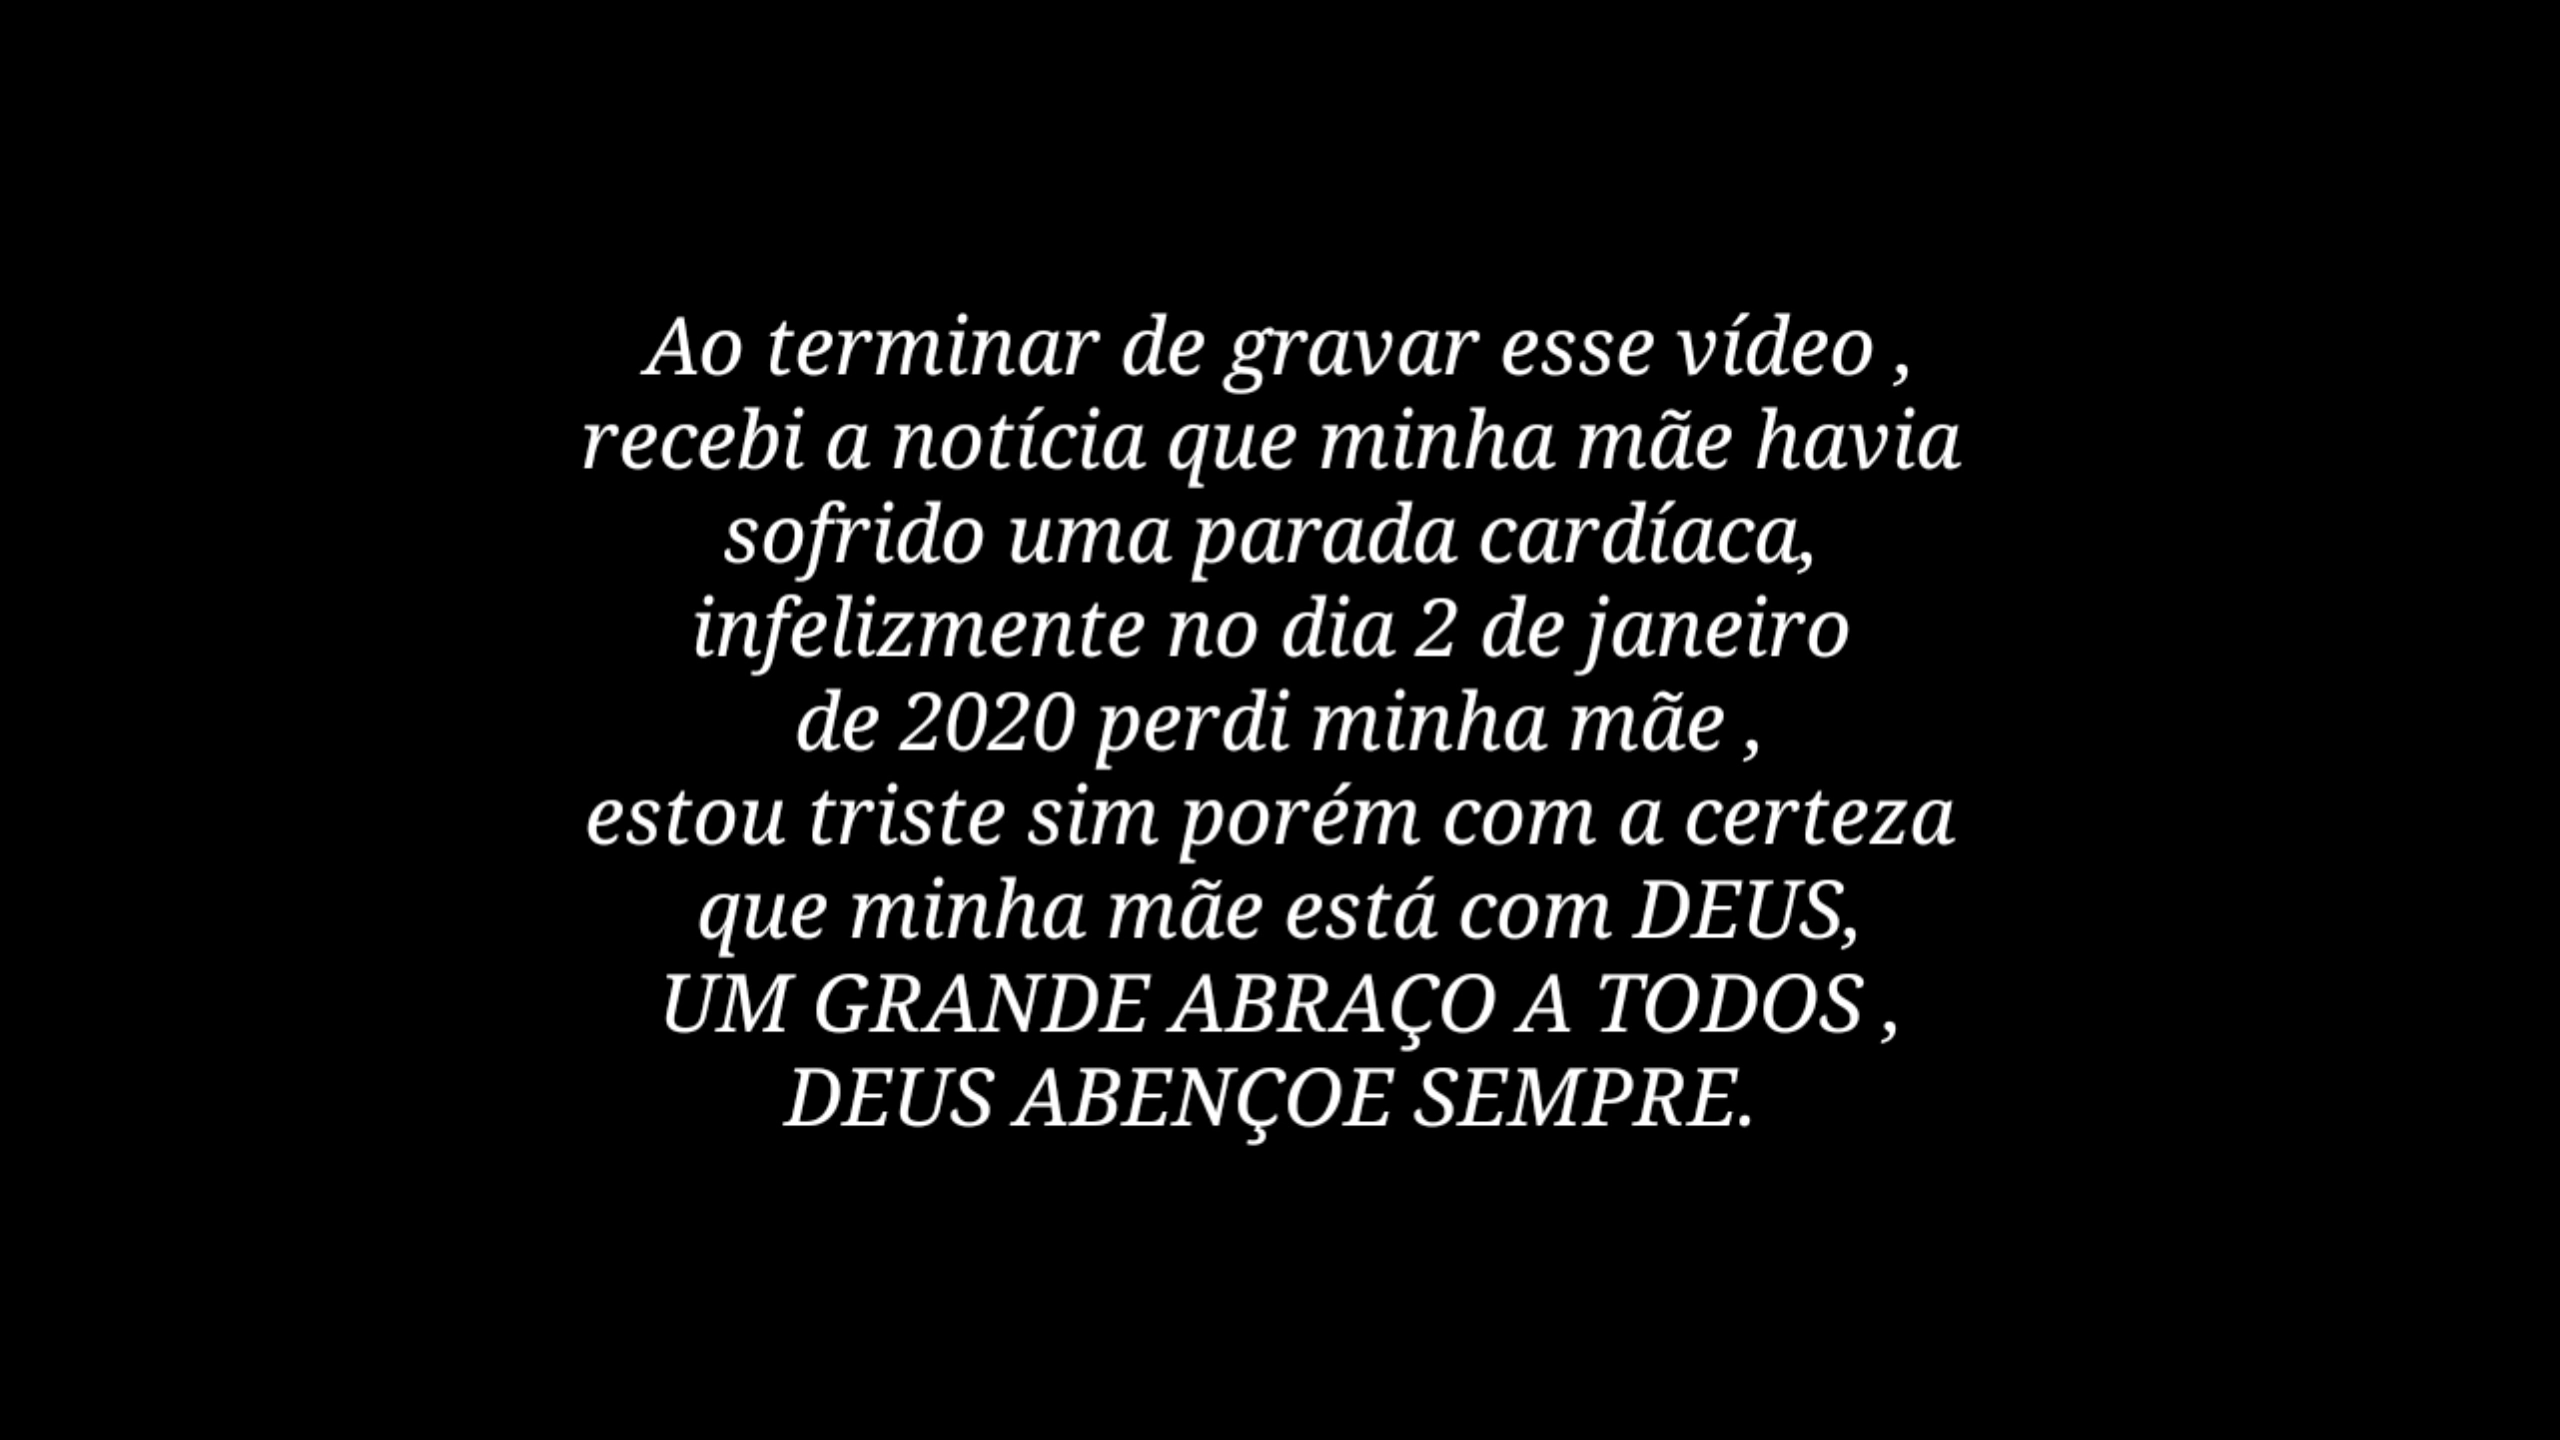 Ao terminar de gravar esse vídeo ,
recebi a notícia que minha mãe havia
sofrido uma parada cardíaca,
infelizmente no dia 2 de janeiro
de 2020 perdi minha mãe ,
estou triste sim porém com a certeza
que minha mãe está com DEUS,
UM GRANDE ABRAÇO A TODOS ,
DEUS ABENÇOE SEMPRE.